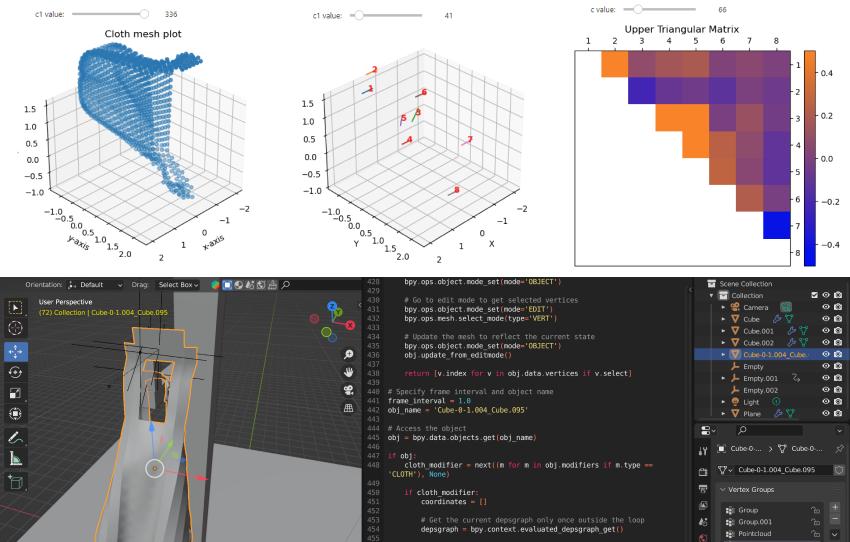 c1 value: 336
Cloth mesh plot
1.5
1.0
0.5
0.0
−0.5
−1.0
−1.0
−0.5
0.0
0.5
1.0
1.5
2.0
y-axis
2
1
0
−1
−2
x-axis
c1 value: 41
2
1
6
5
3
4
7
8
1.5
1.0
0.5
0.0
−0.5
−1.0
−1.0
−0.5
0.0
0.5
1.0
1.5
2.0
Y
2
1
0
−1
−2
X
c value: 66
Upper Triangular Matrix
1 2 3 4 5 6 7 8
1
2
3
4
5
6
7
8
0.4
0.2
0.0
−0.2
−0.4
Orientation: Default Drag: Select Box
User Perspective
(72) Collection | Cube-0-1.004_Cube.095
Z
Y
X
428 bpy.ops.object.mode_set(mode='OBJECT')
429
430 # Go to edit mode to get selected vertices
431 bpy.ops.object.mode_set(mode='EDIT')
432 bpy.ops.mesh.select_mode(type='VERT')
433
434 # Update the mesh to reflect the current state
435 bpy.ops.object.mode_set(mode='OBJECT')
436 obj.update_from_editmode()
437
438 return [v.index for v in obj.data.vertices if v.select]
439
440 # Specify frame interval and object name
441 frame_interval = 1.0
442 obj_name = 'Cube-0-1.004_Cube.095'
443
444 # Access the object
445 obj = bpy.data.objects.get(obj_name)
446
447 if obj:
448 cloth_modifier = next((m for m in obj.modifiers if m.type ==
'CLOTH'), None)
449
450 if cloth_modifier:
451 coordinates = []
452
453 # Get the current depsgraph only once outside the loop
454 depsgraph = bpy.context.evaluated_depsgraph_get()
455
Scene Collection
Collection
Camera
Cube
Cube.001
Cube.002
Cube-0-1.004_Cube.
Empty
Empty.001
Empty.002
Light
Plane
Cube-0-... Cube-0-...
Cube-0-1.004_Cube.095
Vertex Groups
Group
Group.001
Pointcloud